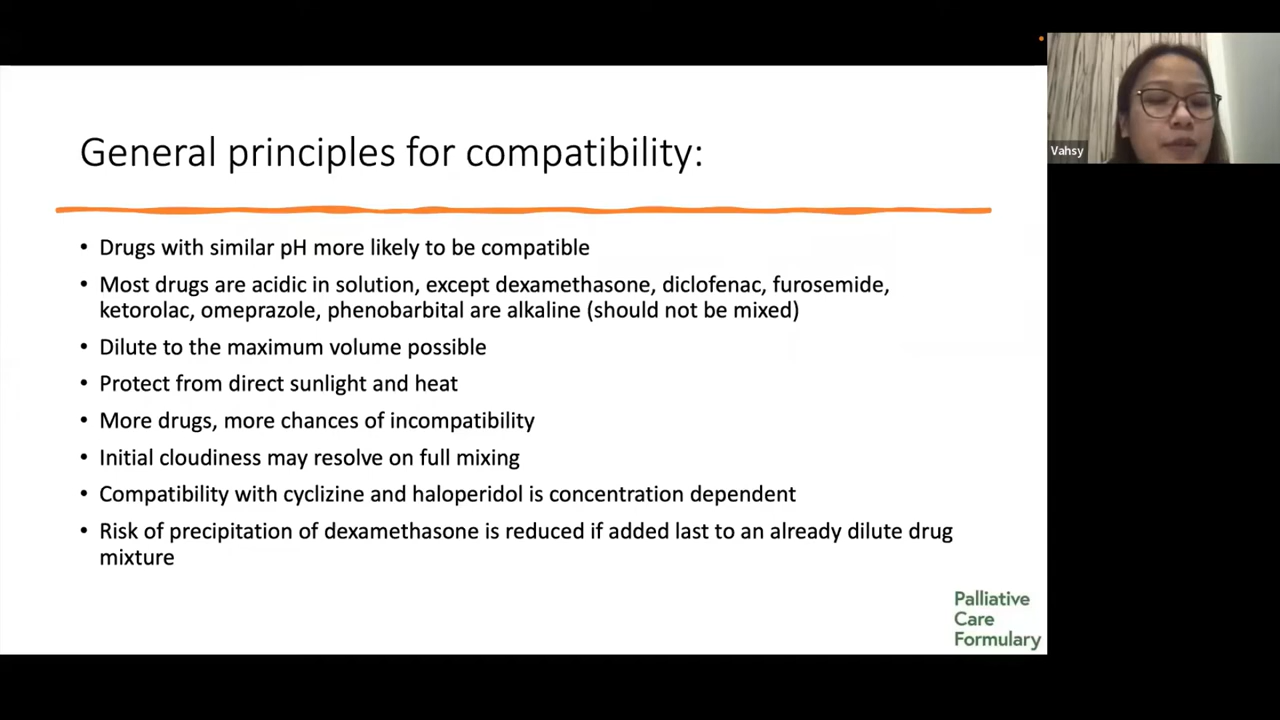 General principles for compatibility:
• Drugs with similar pH more likely to be compatible
• Most drugs are acidic in solution, except dexamethasone, diclofenac, furosemide,
ketorolac, omeprazole, phenobarbital are alkaline (should not be mixed)
• Dilute to the maximum volume possible
• Protect from direct sunlight and heat
• More drugs, more chances of incompatibility
• Initial cloudiness may resolve on full mixing
• Compatibility with cyclizine and haloperidol is concentration dependent
• Risk of precipitation of dexamethasone is reduced if added last to an already dilute drug
mixture
Palliative
Care
Formulary
Vahsy